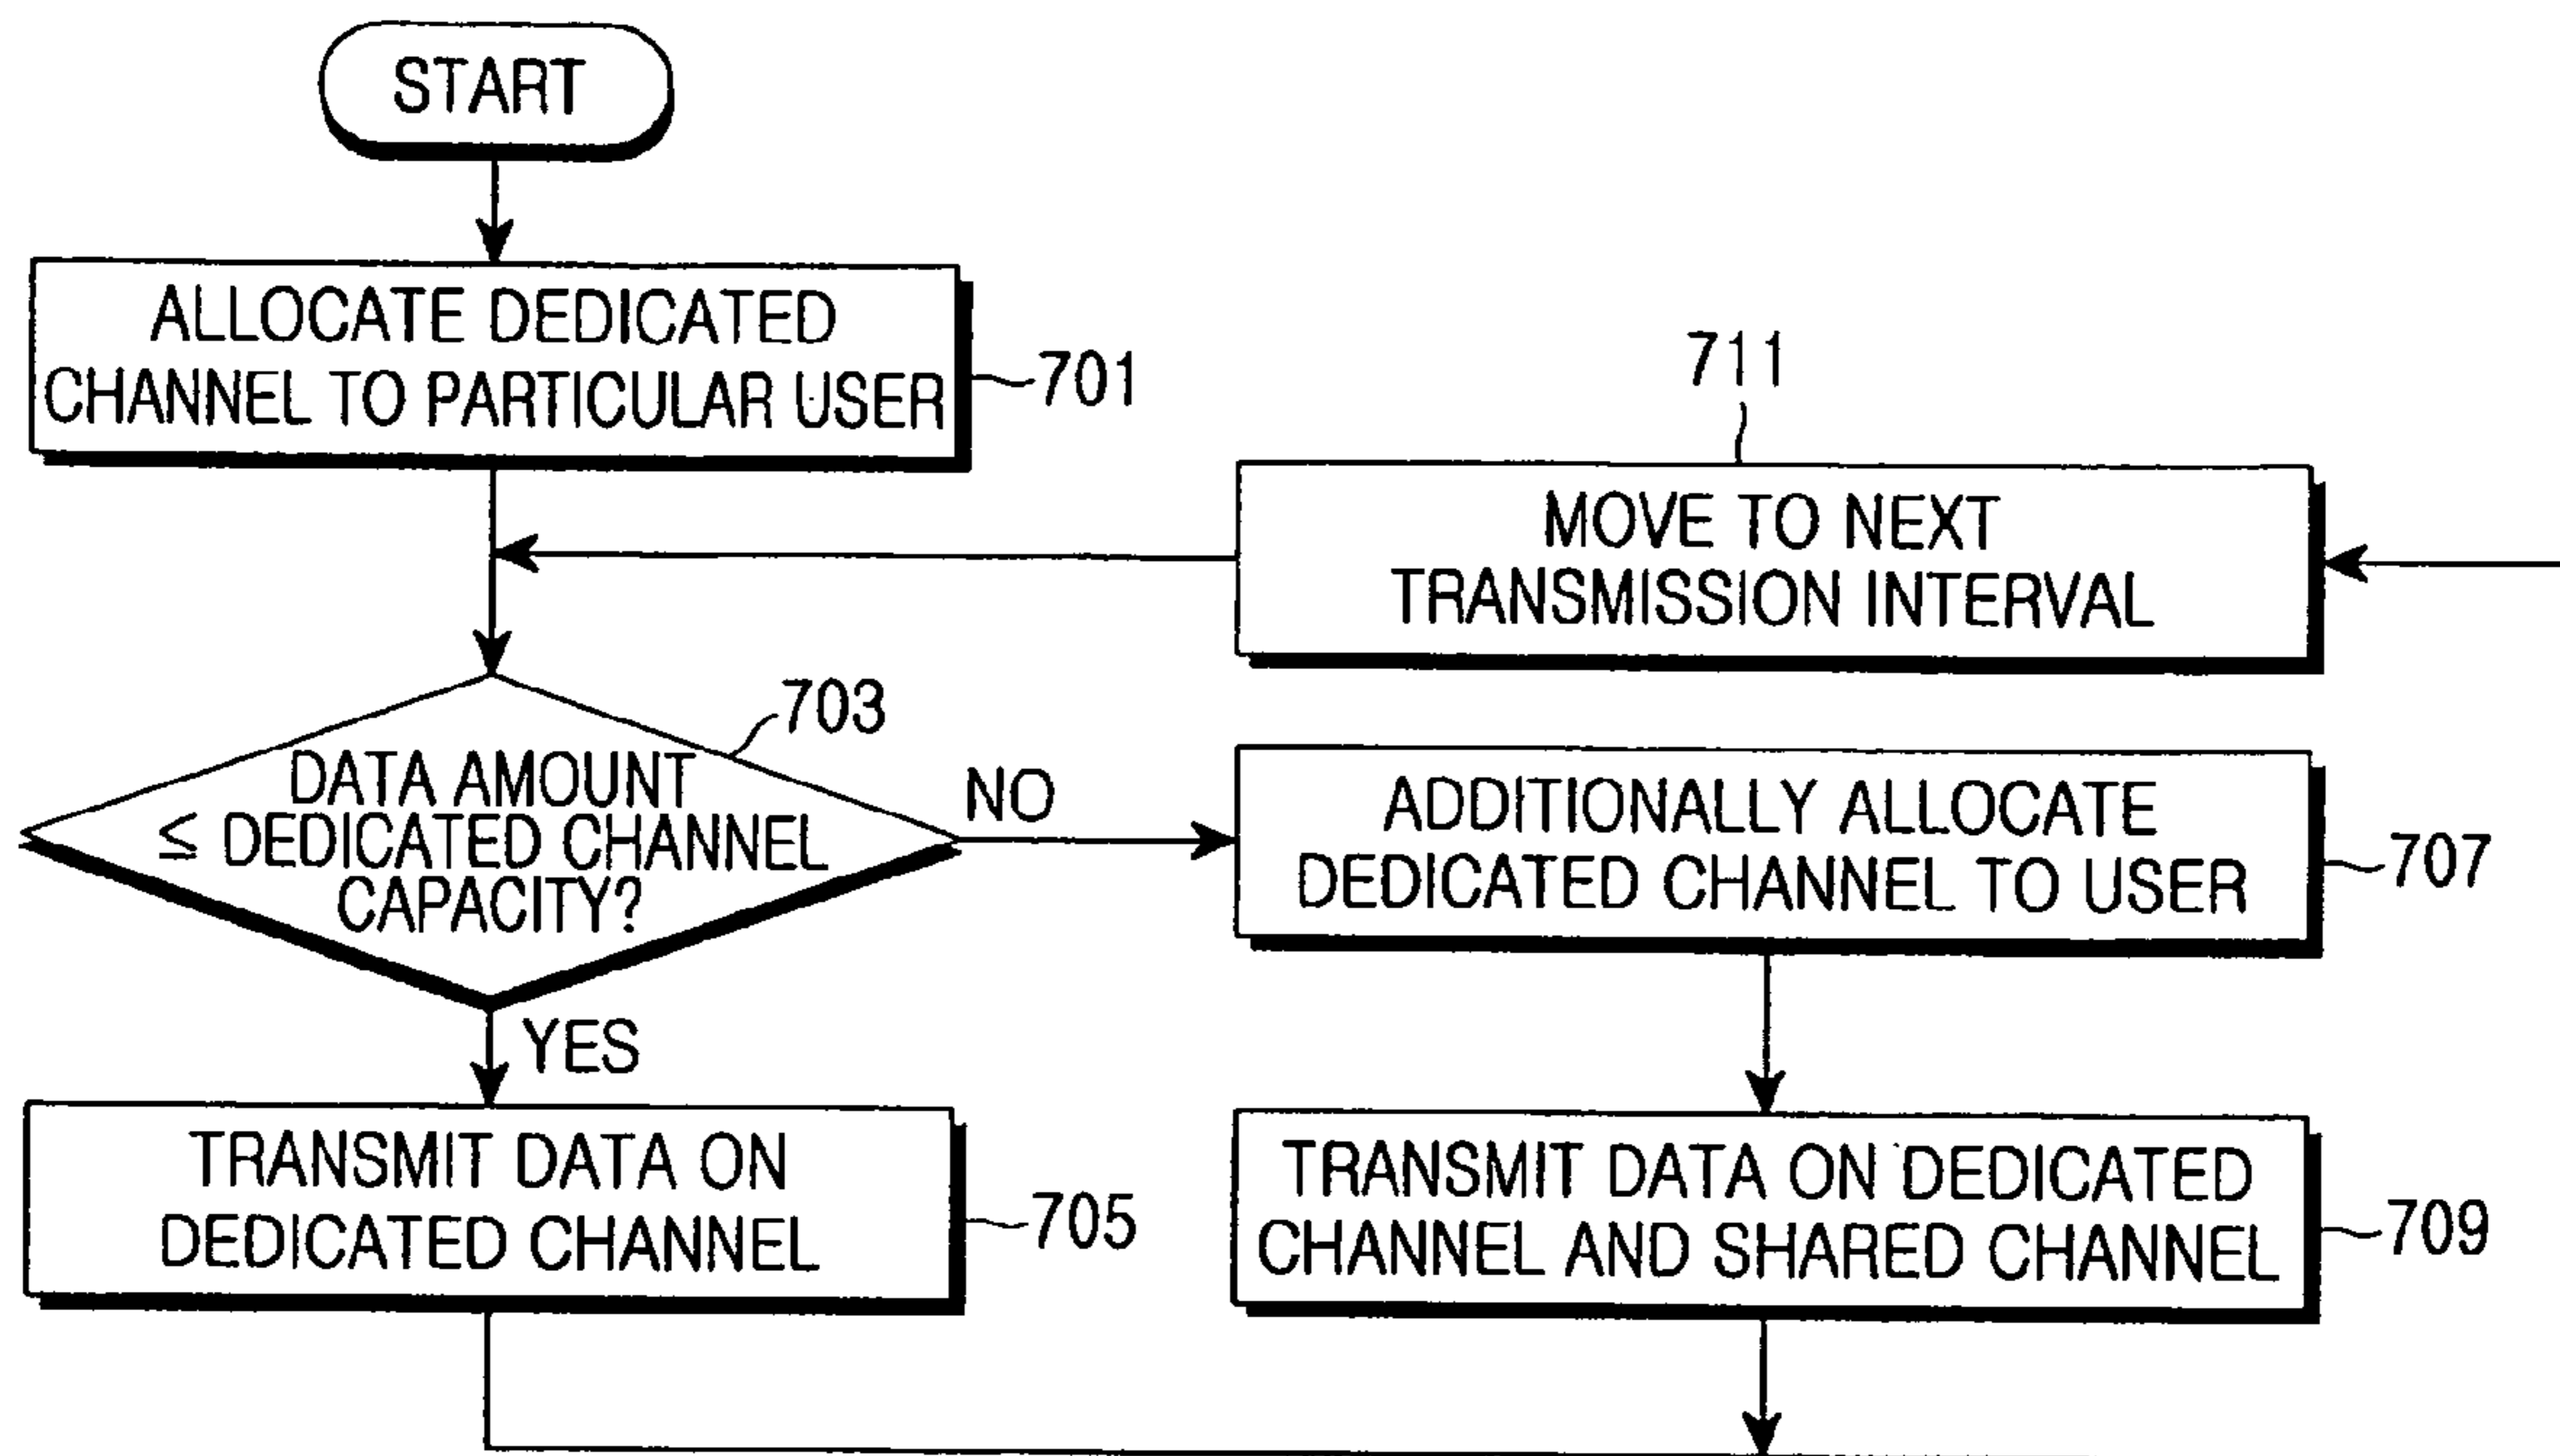 START
ALLOCATE DEDICATED
CHANNEL TO PARTICULAR USER
701
711
MOVE TO NEXT
TRANSMISSION INTERVAL
703
DATA AMOUNT
≤ DEDICATED CHANNEL
CAPACITY?
NO
ADDITIONALLY ALLOCATE
DEDICATED CHANNEL TO USER
707
YES
TRANSMIT DATA ON
DEDICATED CHANNEL
705
TRANSMIT DATA ON DEDICATED
CHANNEL AND SHARED CHANNEL
709